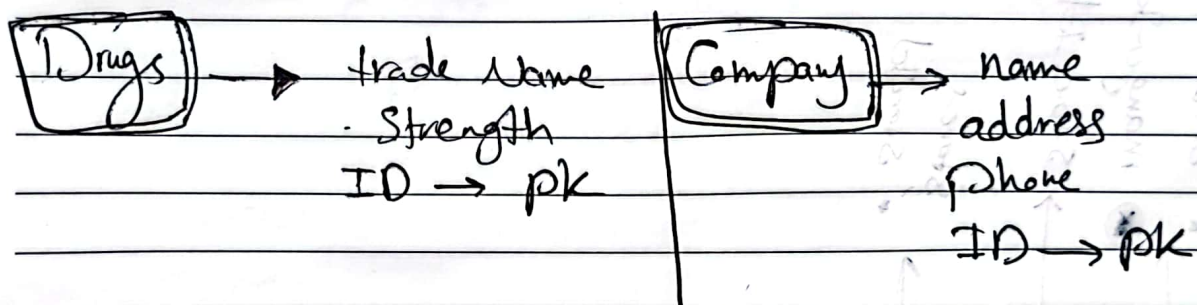 Drugs → trade Name
Strength
ID → pk
Company → name
address
phone
ID → pk